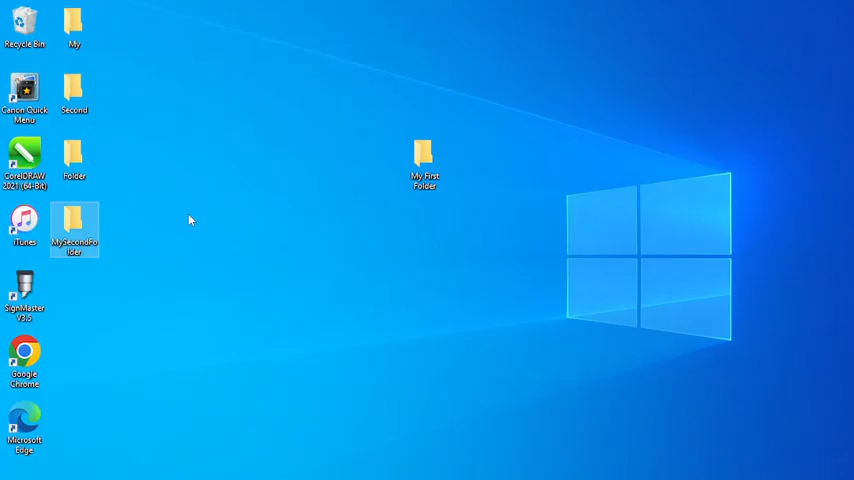 Recycle Bin
My
Canon Quick
Menu
Second
CorelDRAW
2021 (64-Bit)
Folder
My First
Folder
iTunes
MySecondFo
lder
SignMaster
V3.5
Google
Chrome
Microsoft
Edge